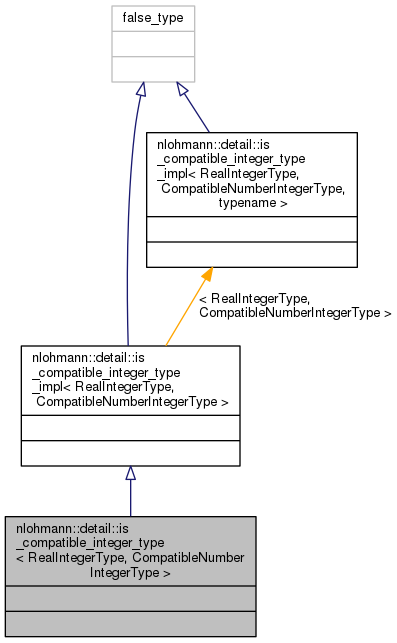 false_type
nlohmann::detail::is
_compatible_integer_type
_impl< RealIntegerType,
CompatibleNumberIntegerType,
typename >
< RealIntegerType,
CompatibleNumberIntegerType >
nlohmann::detail::is
_compatible_integer_type
_impl< RealIntegerType,
CompatibleNumberIntegerType >
nlohmann::detail::is
_compatible_integer_type
< RealIntegerType, CompatibleNumber
IntegerType >